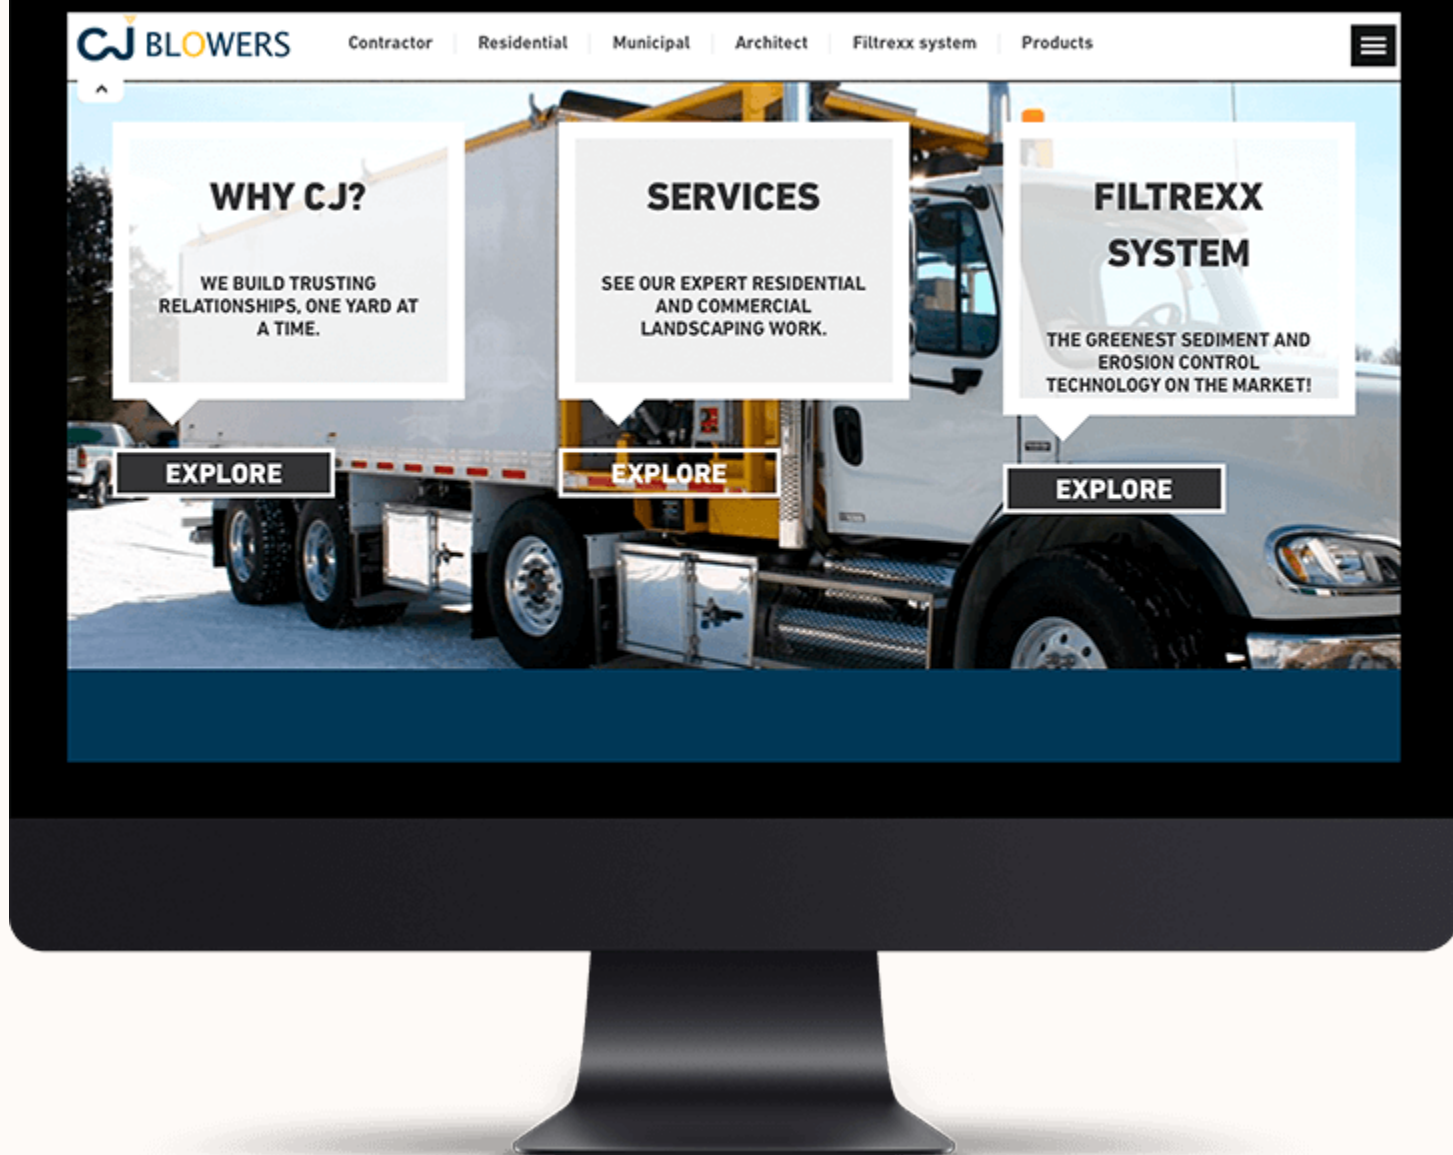 CJ BLOWERS
Contractor
Residential
Municipal
Architect
Filtrexx system
Products
WHY CJ?
WE BUILD TRUSTING
RELATIONSHIPS, ONE YARD AT
A TIME.
EXPLORE
SERVICES
SEE OUR EXPERT RESIDENTIAL
AND COMMERCIAL
LANDSCAPING WORK.
EXPLORE
FILTREXX
SYSTEM
THE GREENEST SEDIMENT AND
EROSION CONTROL
TECHNOLOGY ON THE MARKET!
EXPLORE